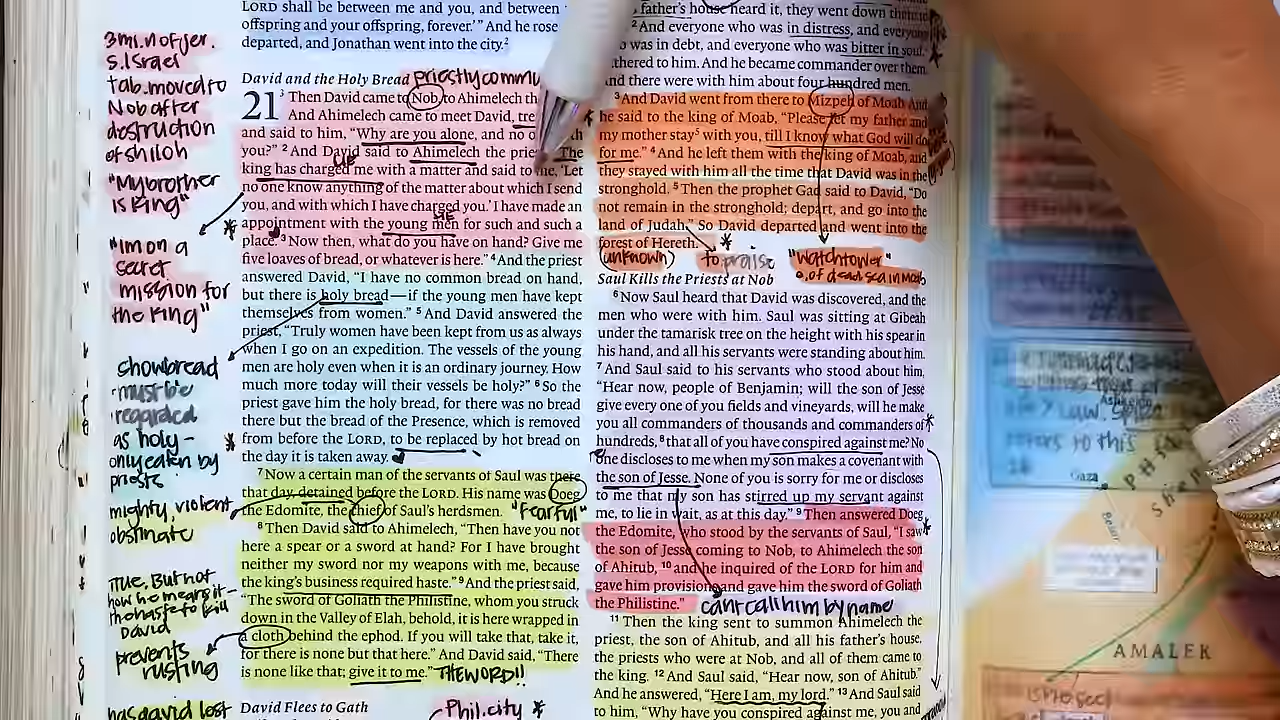 3mi. n of Jer.
S. Israel
tab. moved to
Nob after
destruction
of shiloh
"My brother
is king"
"Im on a
secret
mission for
the king"
showbread
- must be
regarded
as holy -
only eaten by
priests
mighty, violent
obstinate
true. But not
how he means it -
David
prevents
rusting
has david lost
LORD shall be between me and you, and between
offspring and your offspring, forever.'" And he rose
departed, and Jonathan went into the city.²
David and the Holy Bread priestly commu
21 ³ Then David came to Nob, to Ahimelech th
And Ahimelech came to meet David, tre
and said to him, "Why are you alone, and no o
you?" ² And David said to Ahimelech the prie "The
LIE
king has charged me with a matter and said to me, 'Let
no one know anything of the matter about which I send
you, and with which I have charged you.' I have made an
LIE
appointment with the young men for such and such a
place. ³ Now then, what do you have on hand? Give me
five loaves of bread, or whatever is here." ⁴ And the priest
answered David, "I have no common bread on hand,
but there is holy bread—if the young men have kept
themselves from women." ⁵ And David answered the
priest, "Truly women have been kept from us as always
when I go on an expedition. The vessels of the young
men are holy even when it is an ordinary journey. How
much more today will their vessels be holy?" ⁶ So the
priest gave him the holy bread, for there was no bread
there but the bread of the Presence, which is removed
from before the LORD, to be replaced by hot bread on
the day it is taken away.
⁷ Now a certain man of the servants of Saul was there
that day, detained before the LORD. His name was Doeg
the Edomite, the chief of Saul's herdsmen. "fearful"
⁸ Then David said to Ahimelech, "Then have you not
here a spear or a sword at hand? For I have brought
neither my sword nor my weapons with me, because
the king's business required haste." ⁹ And the priest said,
"The sword of Goliath the Philistine, whom you struck
down in the Valley of Elah, behold, it is here wrapped in
a cloth behind the ephod. If you will take that, take it,
for there is none but that here." And David said, "There
is none like that; give it to me." THE WORD!!
David Flees to Gath Phil. city *
father's house heard it, they went down
² And everyone who was in distress, and everyone
was in debt, and everyone who was bitter in soul,
thered to him. And he became commander over them.
And there were with him about four hundred men.
³ And David went from there to Mizpeh of Moab. And
he said to the king of Moab, "Please let my father and
my mother stay⁵ with you, till I know what God will do
for me." ⁴ And he left them with the king of Moab, and
they stayed with him all the time that David was in the
stronghold. ⁵ Then the prophet Gad said to David, "Do
not remain in the stronghold; depart, and go into the
land of Judah." So David departed and went into the
forest of Hereth.
(unknown) to praise "watchtower"
Saul Kills the Priests at Nob
⁶ Now Saul heard that David was discovered, and the
men who were with him. Saul was sitting at Gibeah
under the tamarisk tree on the height with his spear in
his hand, and all his servants were standing about him.
⁷ And Saul said to his servants who stood about him,
"Hear now, people of Benjamin; will the son of Jesse
give every one of you fields and vineyards, will he make
you all commanders of thousands and commanders of
hundreds, ⁸ that all of you have conspired against me? No
one discloses to me when my son makes a covenant with
the son of Jesse. None of you is sorry for me or discloses
to me that my son has stirred up my servant against
me, to lie in wait, as at this day." ⁹ Then answered Doeg
the Edomite, who stood by the servants of Saul, "I saw
the son of Jesse coming to Nob, to Ahimelech the son
of Ahitub, ¹⁰ and he inquired of the LORD for him and
gave him provisions and gave him the sword of Goliath
the Philistine." cant call him by name
¹¹ Then the king sent to summon Ahimelech the
priest, the son of Ahitub, and all his father's house,
the priests who were at Nob, and all of them came to
the king. ¹² And Saul said, "Hear now, son of Ahitub."
And he answered, "Here I am, my lord." ¹³ And Saul said
to him, "Why have you conspired against me, you and
Gaza
AMALEK